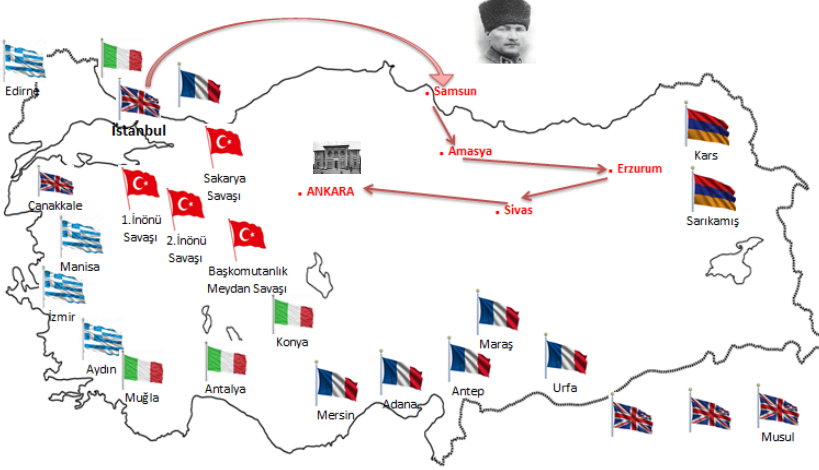 Edirne
İstanbul
Samsun
Amasya
Erzurum
Sivas
ANKARA
Kars
Sarıkamış
Sakarya
Savaşı
Çanakkale
1.İnönü
Savaşı
2.İnönü
Savaşı
Başkomutanlık
Meydan Savaşı
Manisa
İzmir
Aydın
Muğla
Antalya
Konya
Mersin
Adana
Maraş
Antep
Urfa
Musul